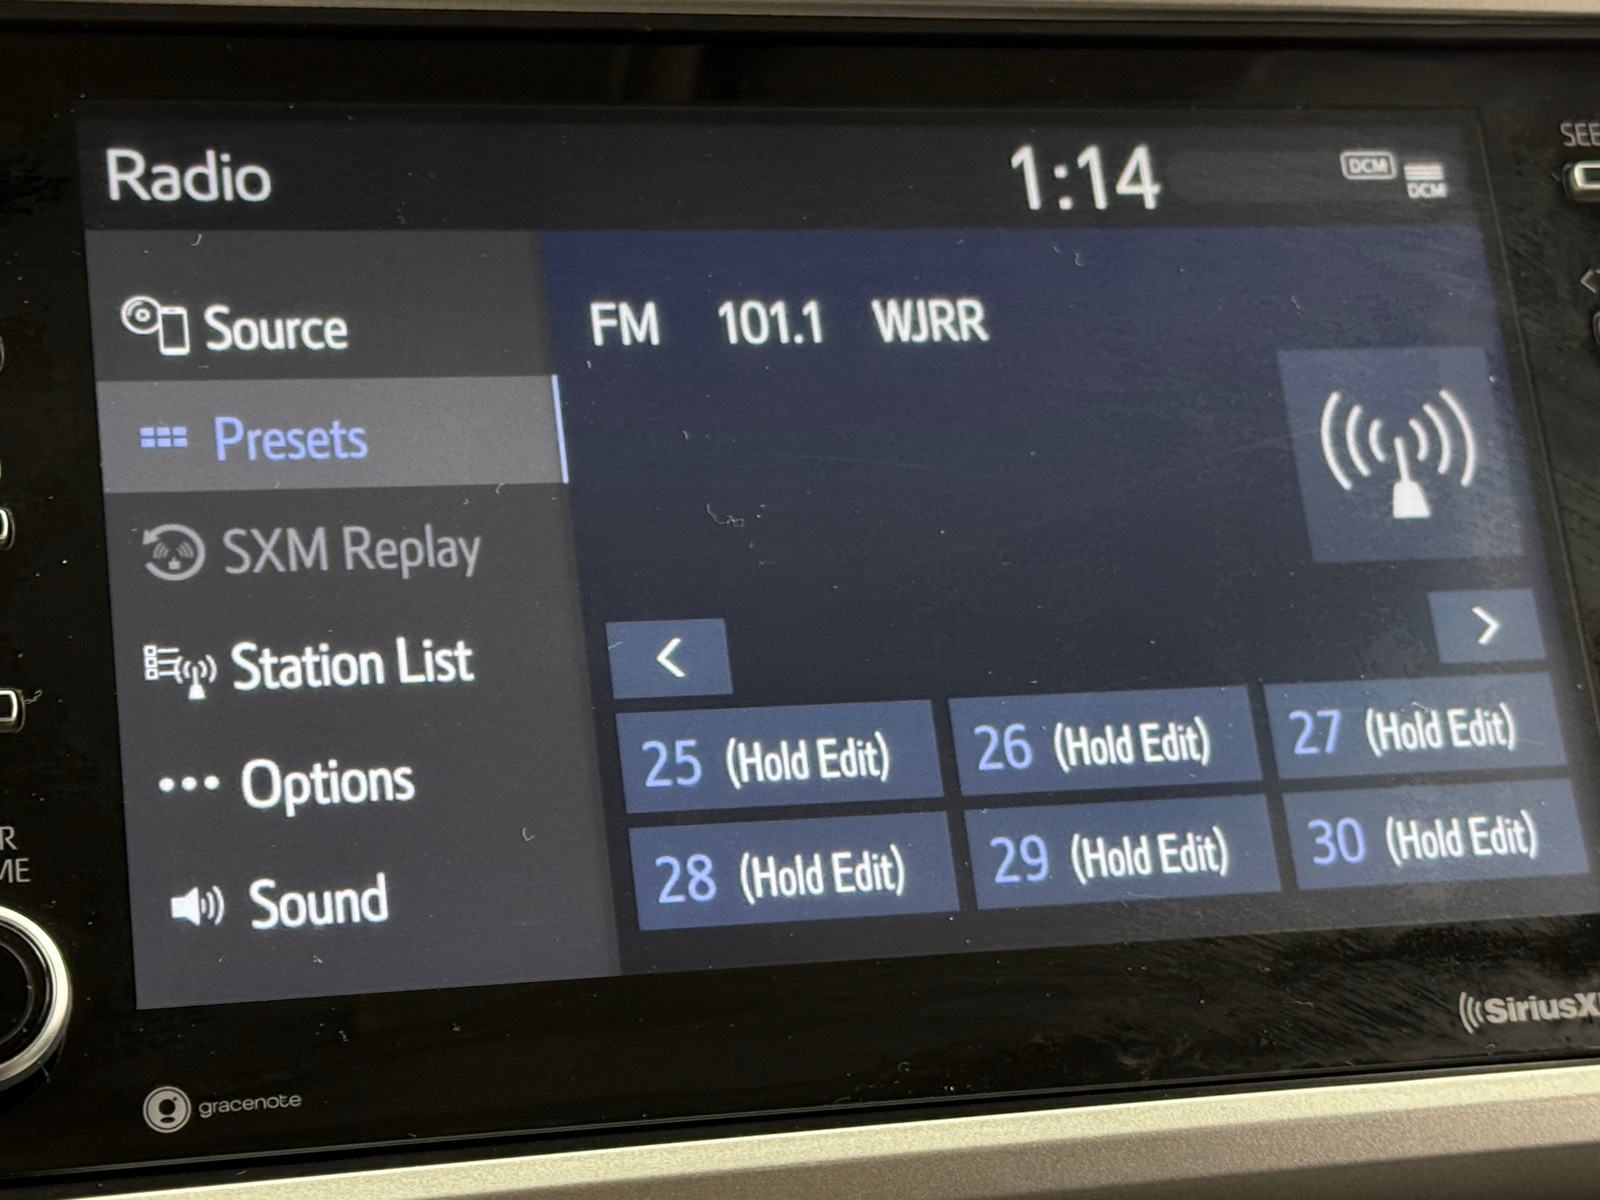 Radio
1:14
DCM
DCM
Source
Presets
SXM Replay
Station List
Options
Sound
FM 101.1 WJRR
<
>
25 (Hold Edit)
26 (Hold Edit)
27 (Hold Edit)
28 (Hold Edit)
29 (Hold Edit)
30 (Hold Edit)
gracenote